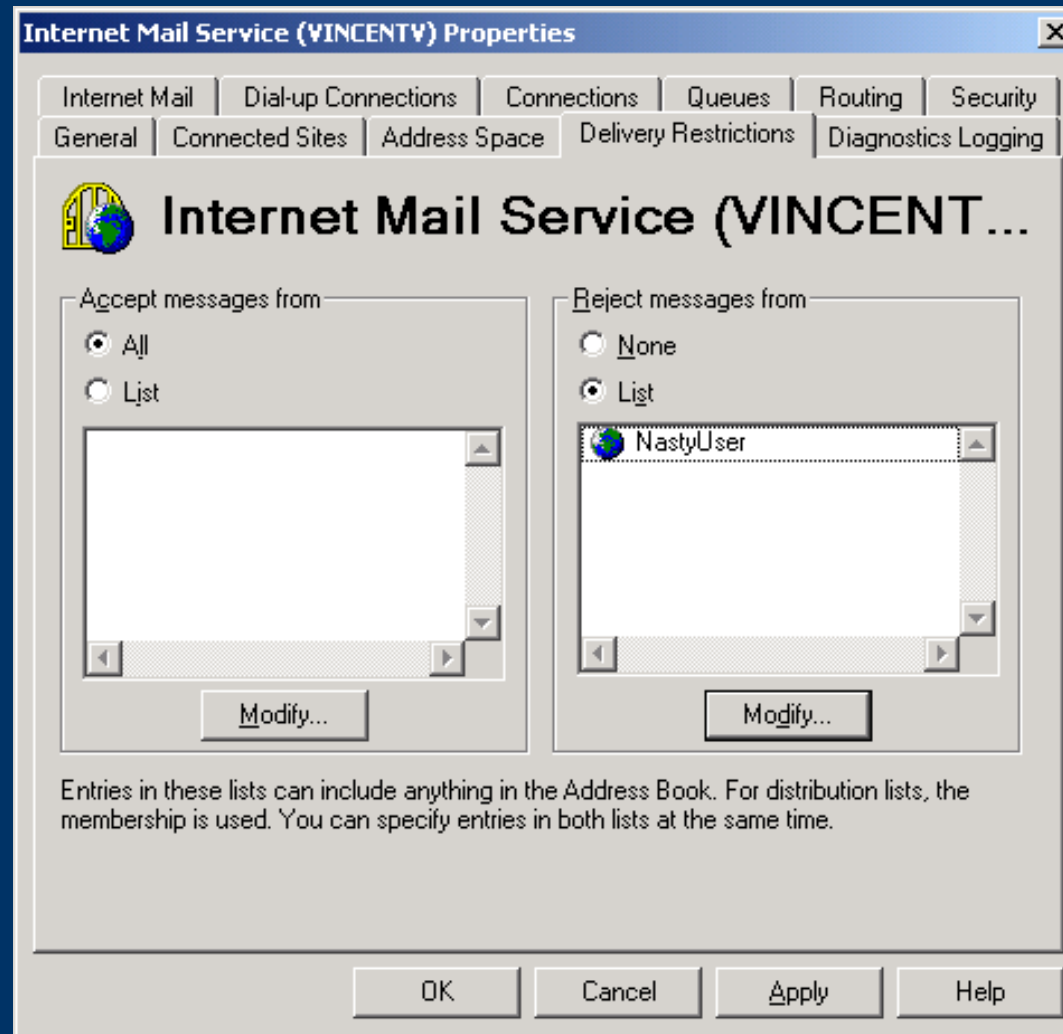 Internet Mail Service (VINCENTV) Properties
Internet Mail Dial-up Connections Connections Queues Routing Security
General Connected Sites Address Space Delivery Restrictions Diagnostics Logging
Internet Mail Service (VINCENT...
Accept messages from
All
List
Modify...
Reject messages from
None
List
NastyUser
Modify...
Entries in these lists can include anything in the Address Book. For distribution lists, the
membership is used. You can specify entries in both lists at the same time.
OK Cancel Apply Help